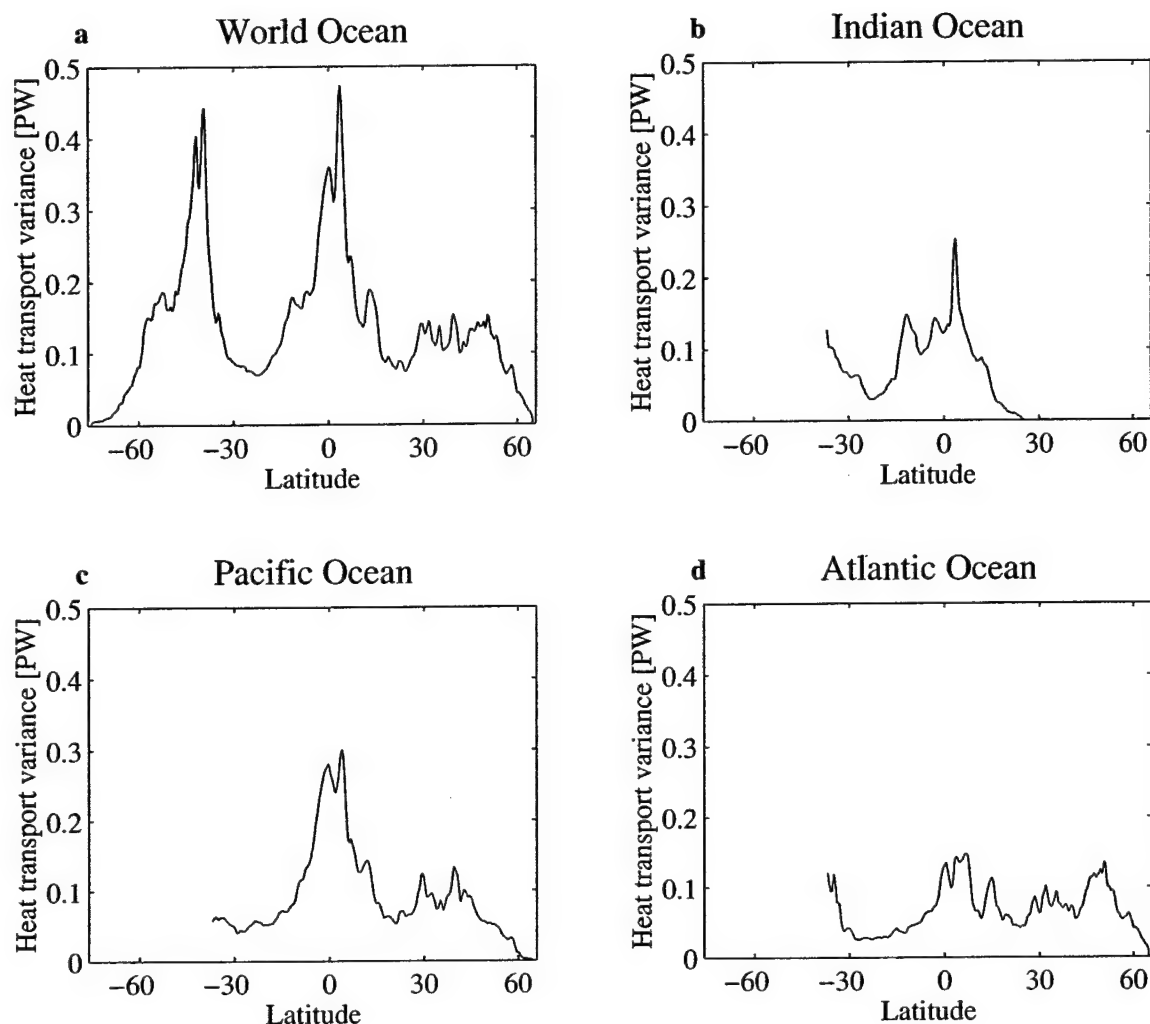 a World Ocean
Heat transport variance [PW]
0.5
0.4
0.3
0.2
0.1
0
−60 −30 0 30 60
Latitude
b Indian Ocean
Heat transport variance [PW]
0.5
0.4
0.3
0.2
0.1
0
−60 −30 0 30 60
Latitude
c Pacific Ocean
Heat transport variance [PW]
0.5
0.4
0.3
0.2
0.1
0
−60 −30 0 30 60
Latitude
d Atlantic Ocean
Heat transport variance [PW]
0.5
0.4
0.3
0.2
0.1
0
−60 −30 0 30 60
Latitude